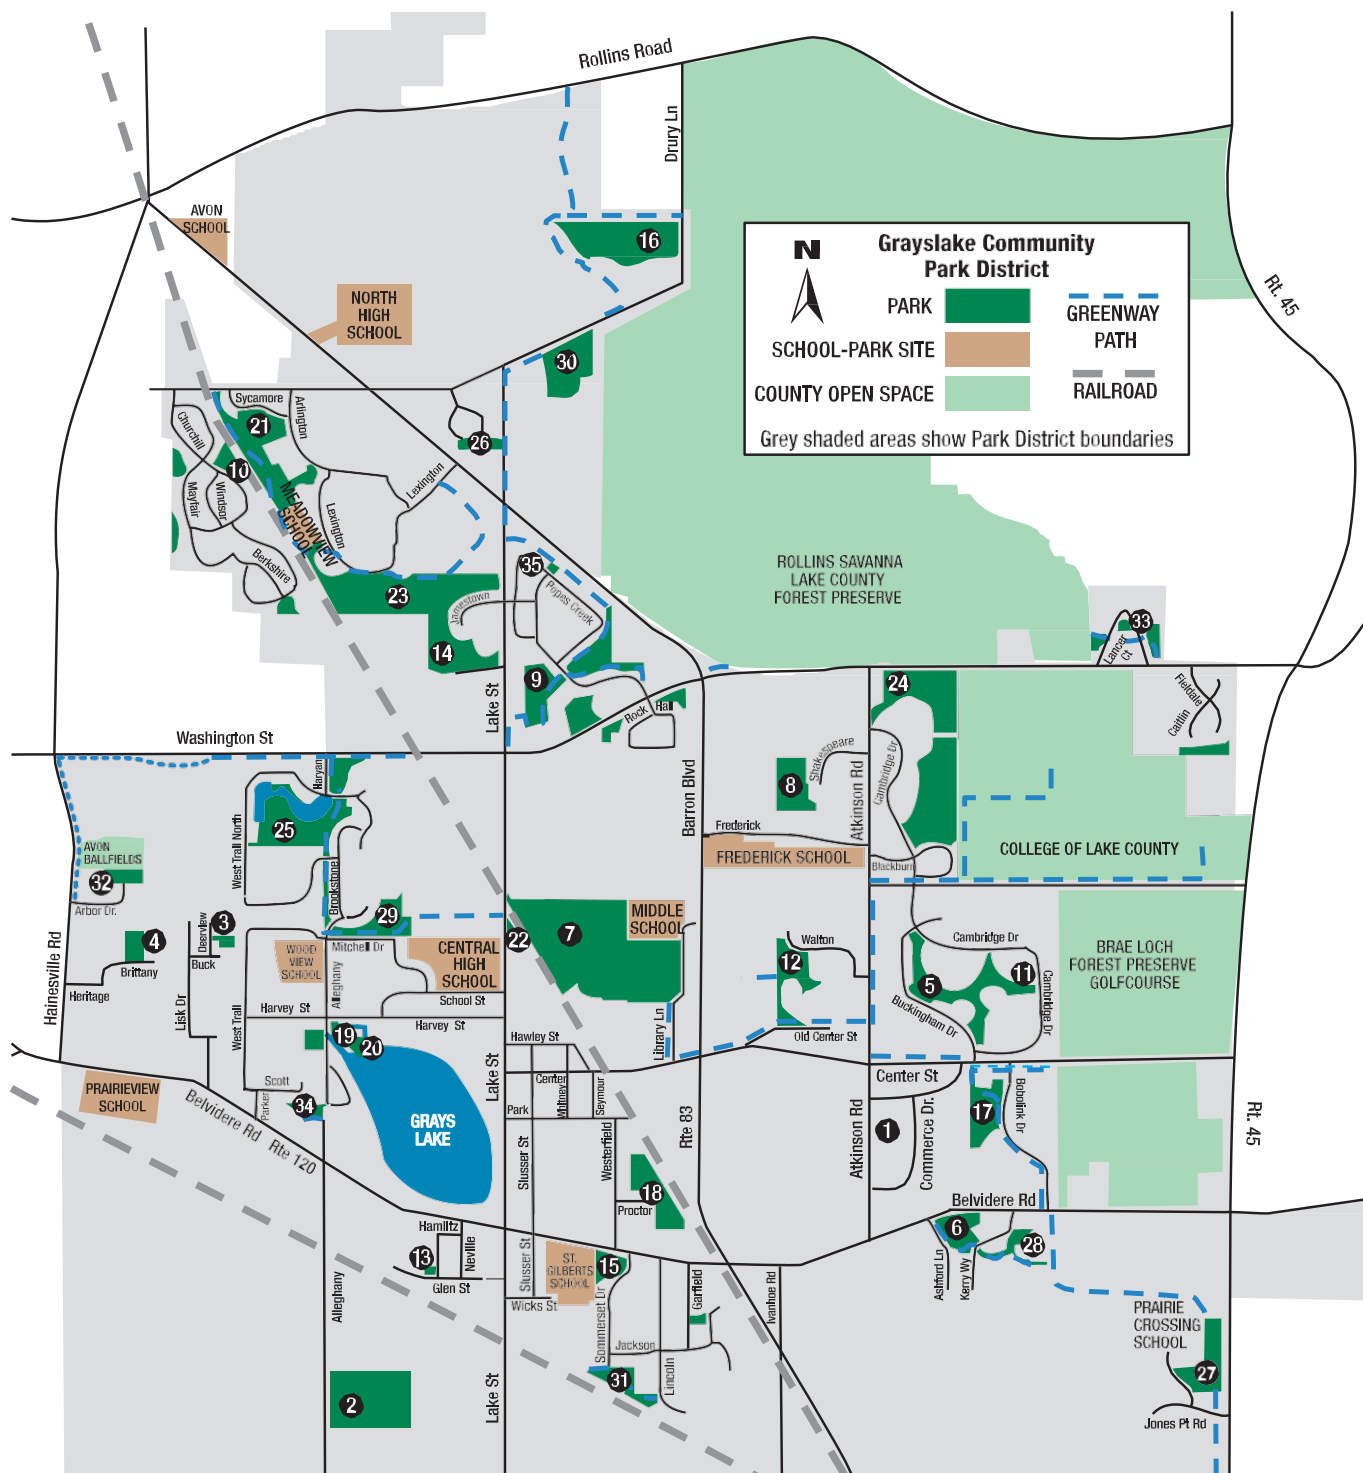 Rollins Road
Drury Ln
AVON
SCHOOL
16
N
Grayslake Community
Park District
PARK
SCHOOL-PARK SITE
COUNTY OPEN SPACE
GREENWAY
PATH
RAILROAD
Grey shaded areas show Park District boundaries
Rt. 45
NORTH
HIGH
SCHOOL
30
Sycamore
Arlington
Churchill
21
26
10
Lexington
Mayfair
Windsor
MEADOWVIEW
SCHOOL
Lexington
Berkshire
35
ROLLINS SAVANNA
LAKE COUNTY
FOREST PRESERVE
23
Jamestown
Popes Creek
33
Lancer
Ct
14
9
24
Lake St
Rock
Hall
Fieldale
Caitlin
Washington St
Haryan
Shakespeare
Cambridge Dr
8
Barron Blvd
Atkinson Rd
25
West Trail North
Frederick
FREDERICK SCHOOL
Blackburn
COLLEGE OF LAKE COUNTY
AVON
BALLFIELDS
32
Arbor Dr.
Brookstone
29
3
4
Deerview
Buck
Brittany
Heritage
Hainesville Rd
Lisk Dr
WOOD
VIEW
SCHOOL
Mitchell Dr
Alleghany
CENTRAL
HIGH
SCHOOL
School St
22
7
MIDDLE
SCHOOL
Walton
12
Cambridge Dr
5
11
Buckingham Dr
Cambridge Dr
BRAE LOCH
FOREST PRESERVE
GOLFCOURSE
Harvey St
Harvey St
West Trail
19
20
Hawley St
Library Ln
Old Center St
Center St
Lake St
Center
Whitney
Seymour
Park
PRAIRIEVIEW
SCHOOL
Scott
Parker
34
Belvidere Rd Rte 120
GRAYS
LAKE
Slusser St
Westerfield
Rte 83
Atkinson Rd
1
Commerce Dr.
17
Bobolink Dr
Rt. 45
18
Proctor
Belvidere Rd
6
28
Ashford Ln
Kerry Wy
Hamlitz
Neville
13
Glen St
Alleghany
Slusser St
Wicks St
ST.
GILBERTS
SCHOOL
15
Sommerset Dr
Garfield
Ivanhoe Rd
Jackson
Lincoln
31
2
Lake St
PRAIRIE
CROSSING
SCHOOL
27
Jones Pt Rd